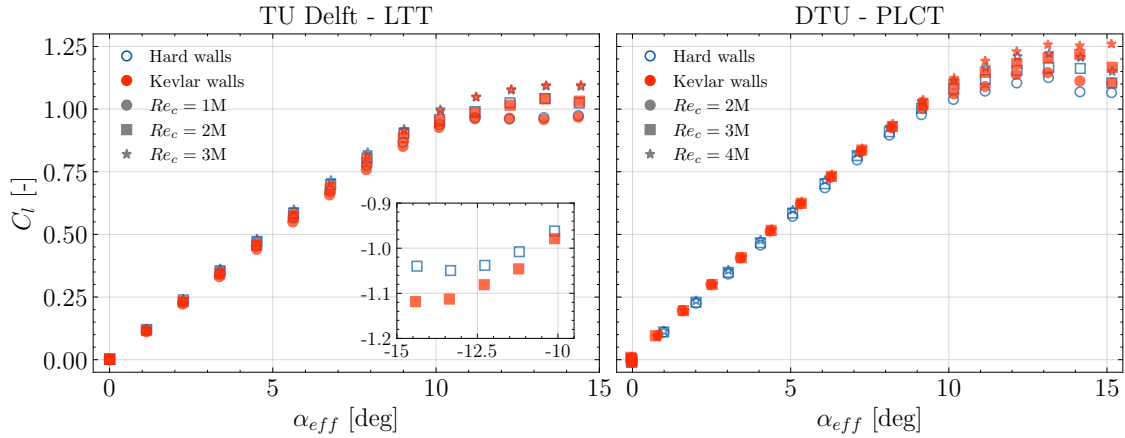 TU Delft - LTT
DTU - PLCT
C_l [-]
1.25
1.00
0.75
0.50
0.25
0.00
Hard walls
Kevlar walls
Re_c = 1M
Re_c = 2M
Re_c = 3M
-0.9
-1.0
-1.1
-1.2
-15
-12.5
-10
0
5
10
15
α_eff [deg]
Hard walls
Kevlar walls
Re_c = 2M
Re_c = 3M
Re_c = 4M
0
5
10
15
α_eff [deg]